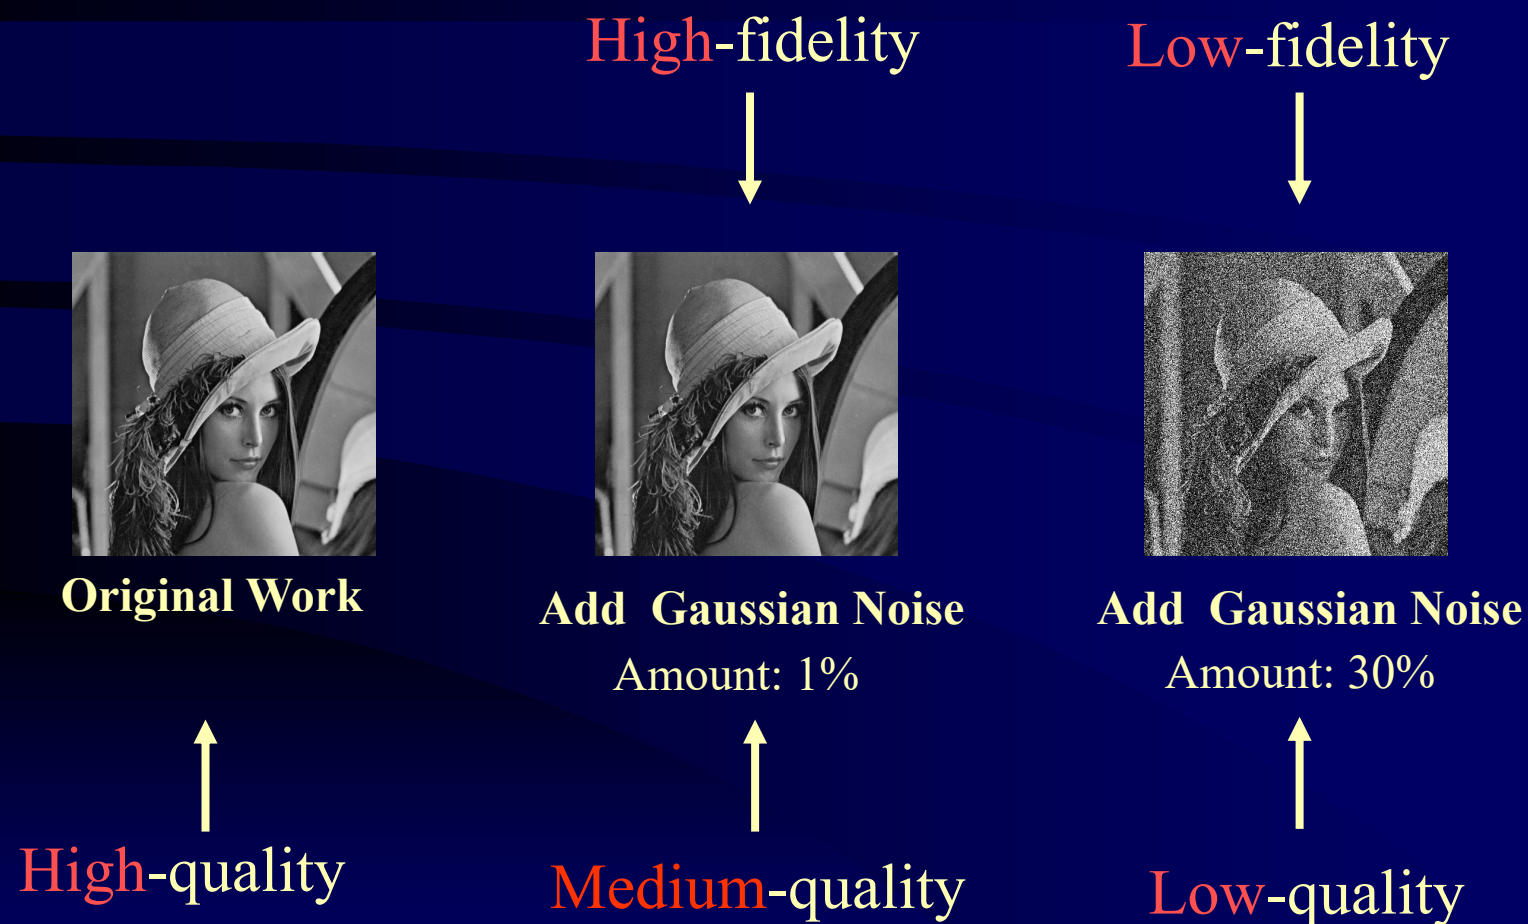 High-fidelity
Low-fidelity
Original Work
Add Gaussian Noise
Amount: 1%
Add Gaussian Noise
Amount: 30%
High-quality
Medium-quality
Low-quality